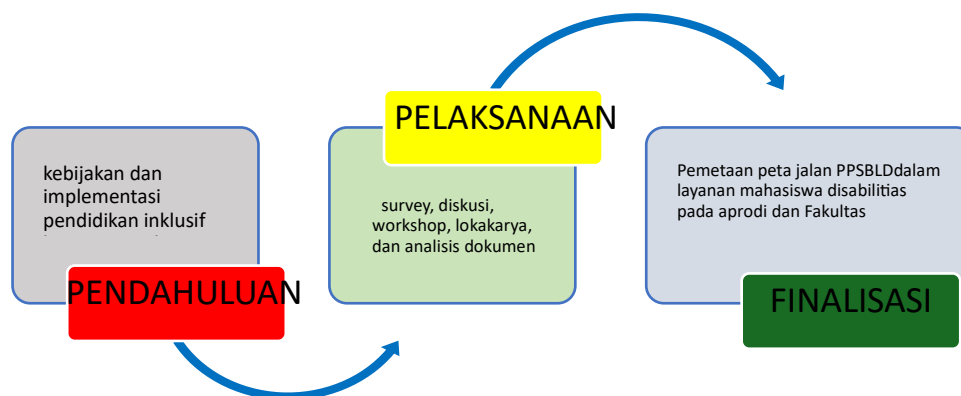 kebijakan dan
implementasi
pendidikan inklusif
PENDAHULUAN
PELAKSANAAN
survey, diskusi,
workshop, lokakarya,
dan analisis dokumen
Pemetaan peta jalan PPSBLDdalam
layanan mahasiswa disabilitias
pada aprodi dan Fakultas
FINALISASI